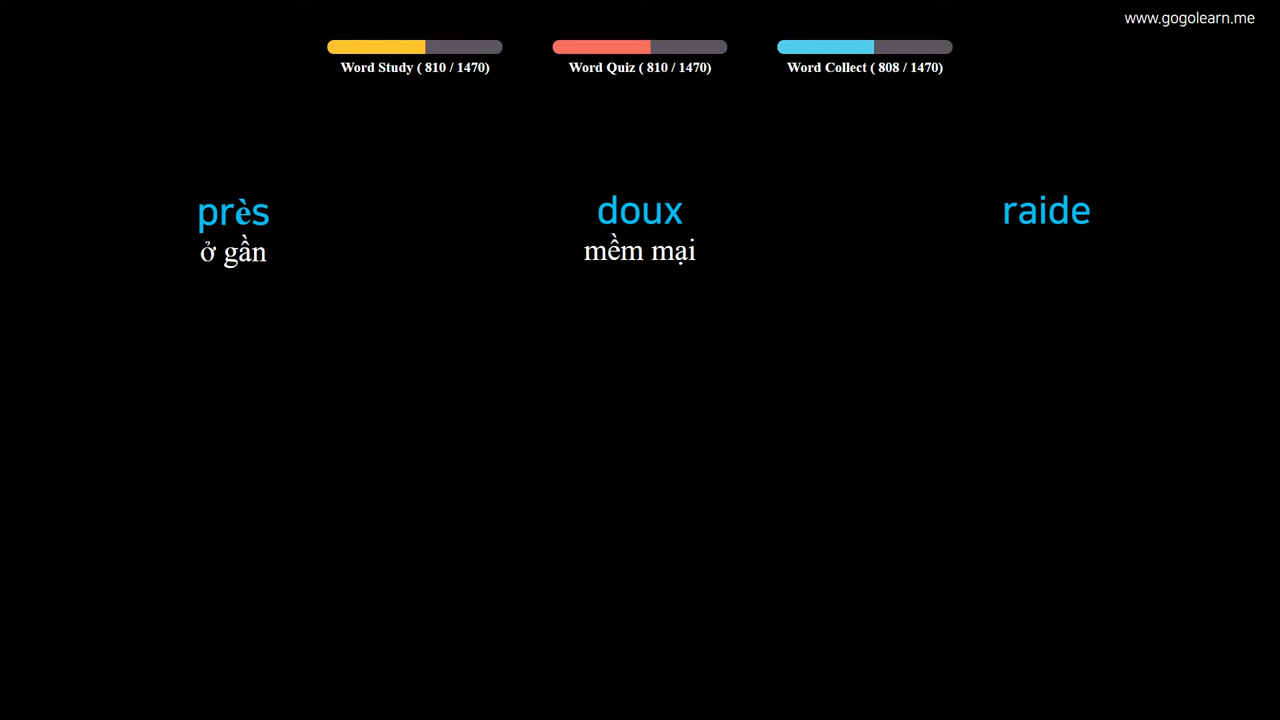 www.gogolearn.me
Word Study ( 810 / 1470)
Word Quiz ( 810 / 1470)
Word Collect ( 808 / 1470)
près
ở gần
doux
mềm mại
raide